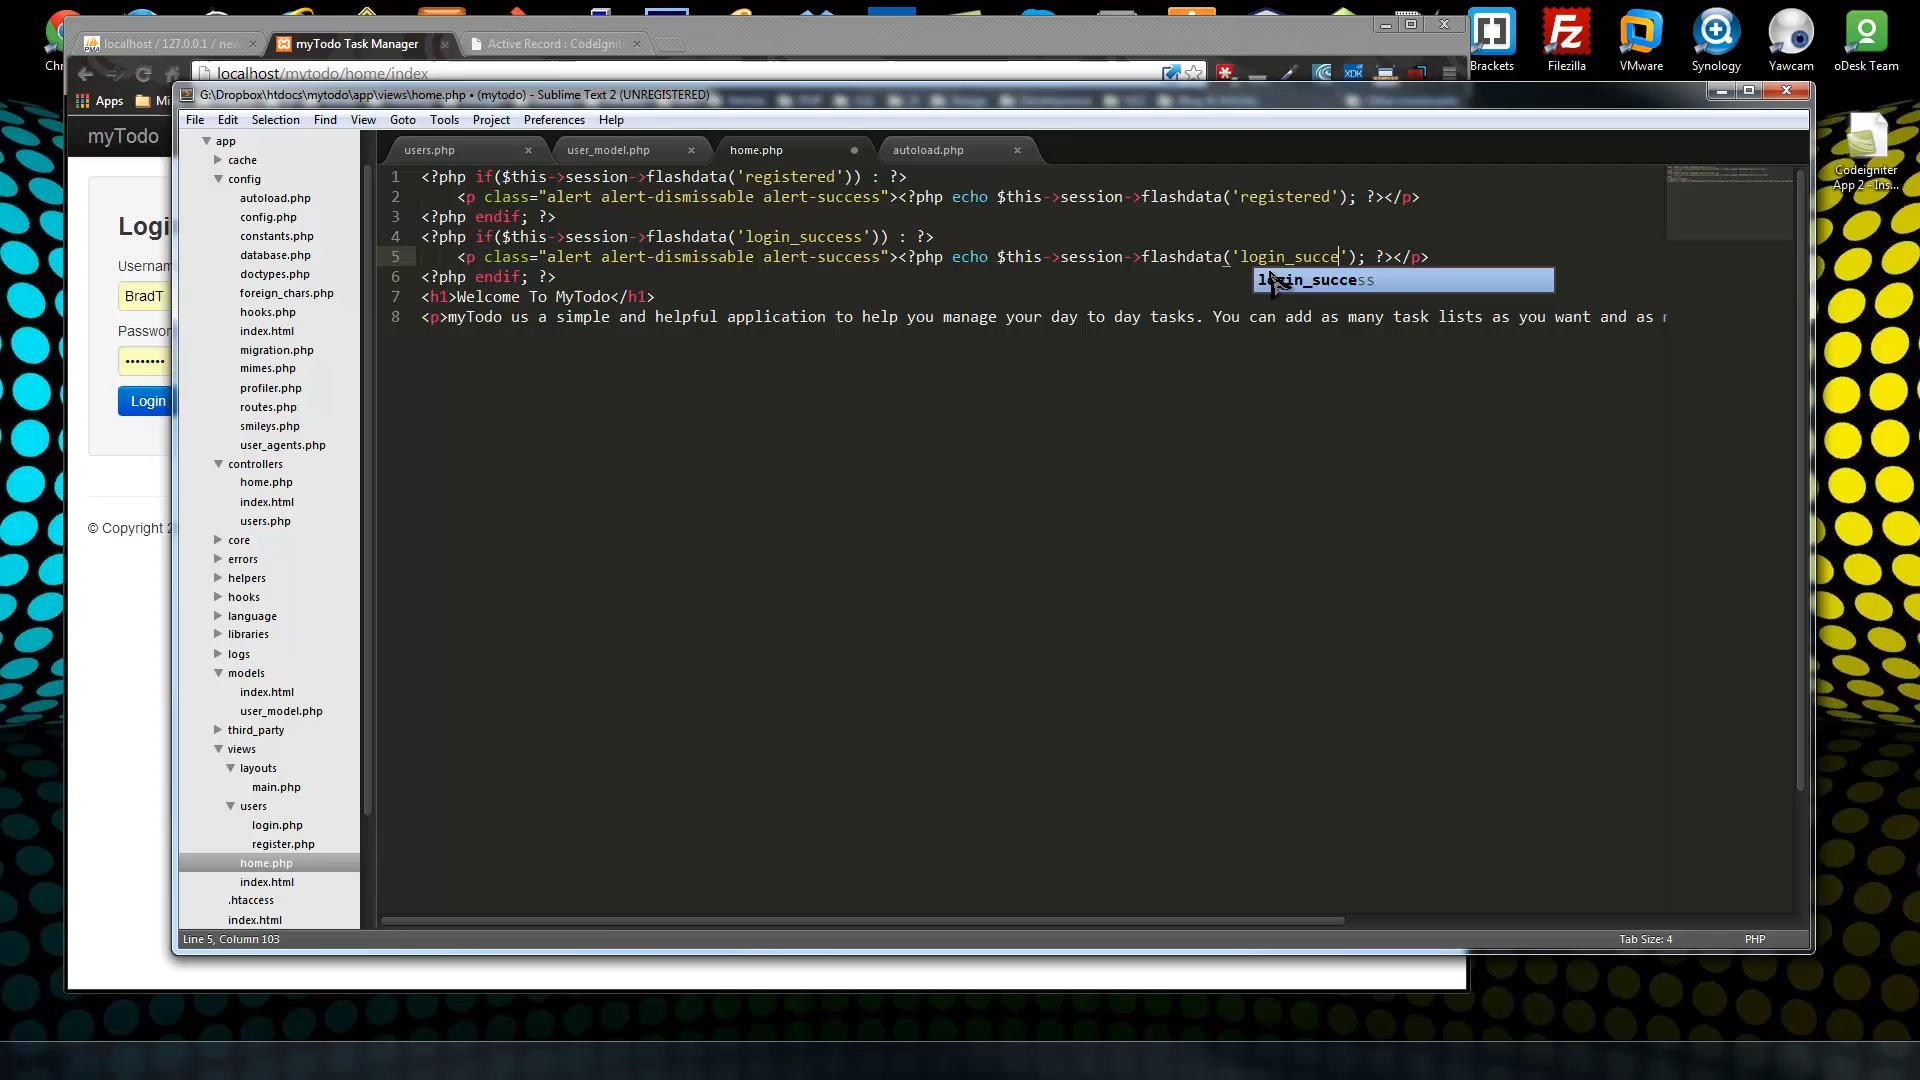 localhost / 127.0.0.1 / new
myTodo Task Manager
Active Record : CodeIgnit
localhost/mytodo/home/index
Apps
Brackets
Filezilla
VMware
Synology
Yawcam
oDesk Team
Codeigniter
App 2 - Ins...
G:\Dropbox\htdocs\mytodo\app\views\home.php • (mytodo) - Sublime Text 2 (UNREGISTERED)
File Edit Selection Find View Goto Tools Project Preferences Help
myTodo
Logi
Usernam
BradT
Passwor
••••••••
Login
© Copyright 2
app
cache
config
autoload.php
config.php
constants.php
database.php
doctypes.php
foreign_chars.php
hooks.php
index.html
migration.php
mimes.php
profiler.php
routes.php
smileys.php
user_agents.php
controllers
home.php
index.html
users.php
core
errors
helpers
hooks
language
libraries
logs
models
index.html
user_model.php
third_party
views
layouts
main.php
users
login.php
register.php
home.php
index.html
.htaccess
index.html
users.php
user_model.php
home.php
autoload.php
1 <?php if($this->session->flashdata('registered')) : ?>
2 <p class="alert alert-dismissable alert-success"><?php echo $this->session->flashdata('registered'); ?></p>
3 <?php endif; ?>
4 <?php if($this->session->flashdata('login_success')) : ?>
5 <p class="alert alert-dismissable alert-success"><?php echo $this->session->flashdata('login_succe'); ?></p>
login_success
6 <?php endif; ?>
7 <h1>Welcome To MyTodo</h1>
8 <p>myTodo us a simple and helpful application to help you manage your day to day tasks. You can add as many task lists as you want and as
Line 5, Column 103
Tab Size: 4
PHP